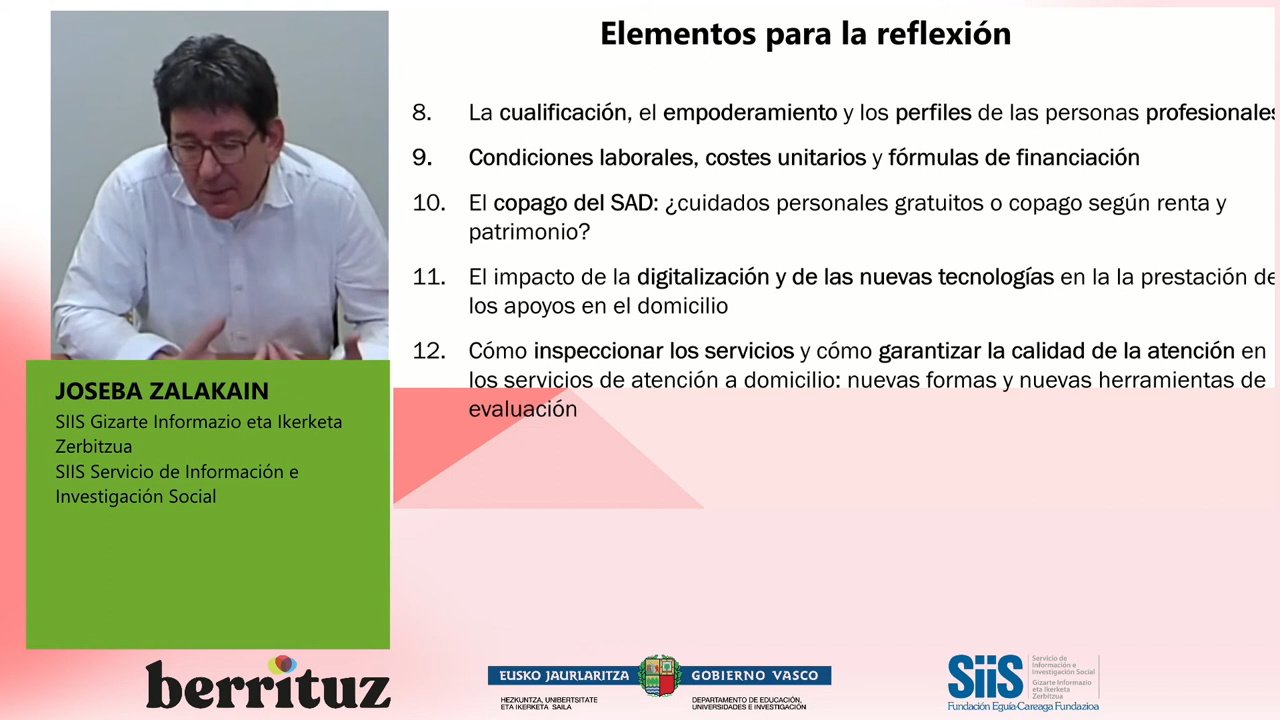 Elementos para la reflexión
8. La cualificación, el empoderamiento y los perfiles de las personas profesionales
9. Condiciones laborales, costes unitarios y fórmulas de financiación
10. El copago del SAD: ¿cuidados personales gratuitos o copago según renta y
patrimonio?
11. El impacto de la digitalización y de las nuevas tecnologías en la la prestación de
los apoyos en el domicilio
12. Cómo inspeccionar los servicios y cómo garantizar la calidad de la atención en
los servicios de atención a domicilio: nuevas formas y nuevas herramientas de
evaluación
JOSEBA ZALAKAIN
SIIS Gizarte Informazio eta Ikerketa
Zerbitzua
SIIS Servicio de Información e
Investigación Social
berrituz
EUSKO JAURLARITZA
GOBIERNO VASCO
HEZKUNTZA, UNIBERTSITATE
ETA IKERKETA SAILA
DEPARTAMENTO DE EDUCACIÓN,
UNIVERSIDADES E INVESTIGACIÓN
SiiS
Servicio de
Información e
Investigación Social
Gizarte Informazio
eta Ikerketa
Zerbitzua
Fundación Eguía-Careaga Fundazioa